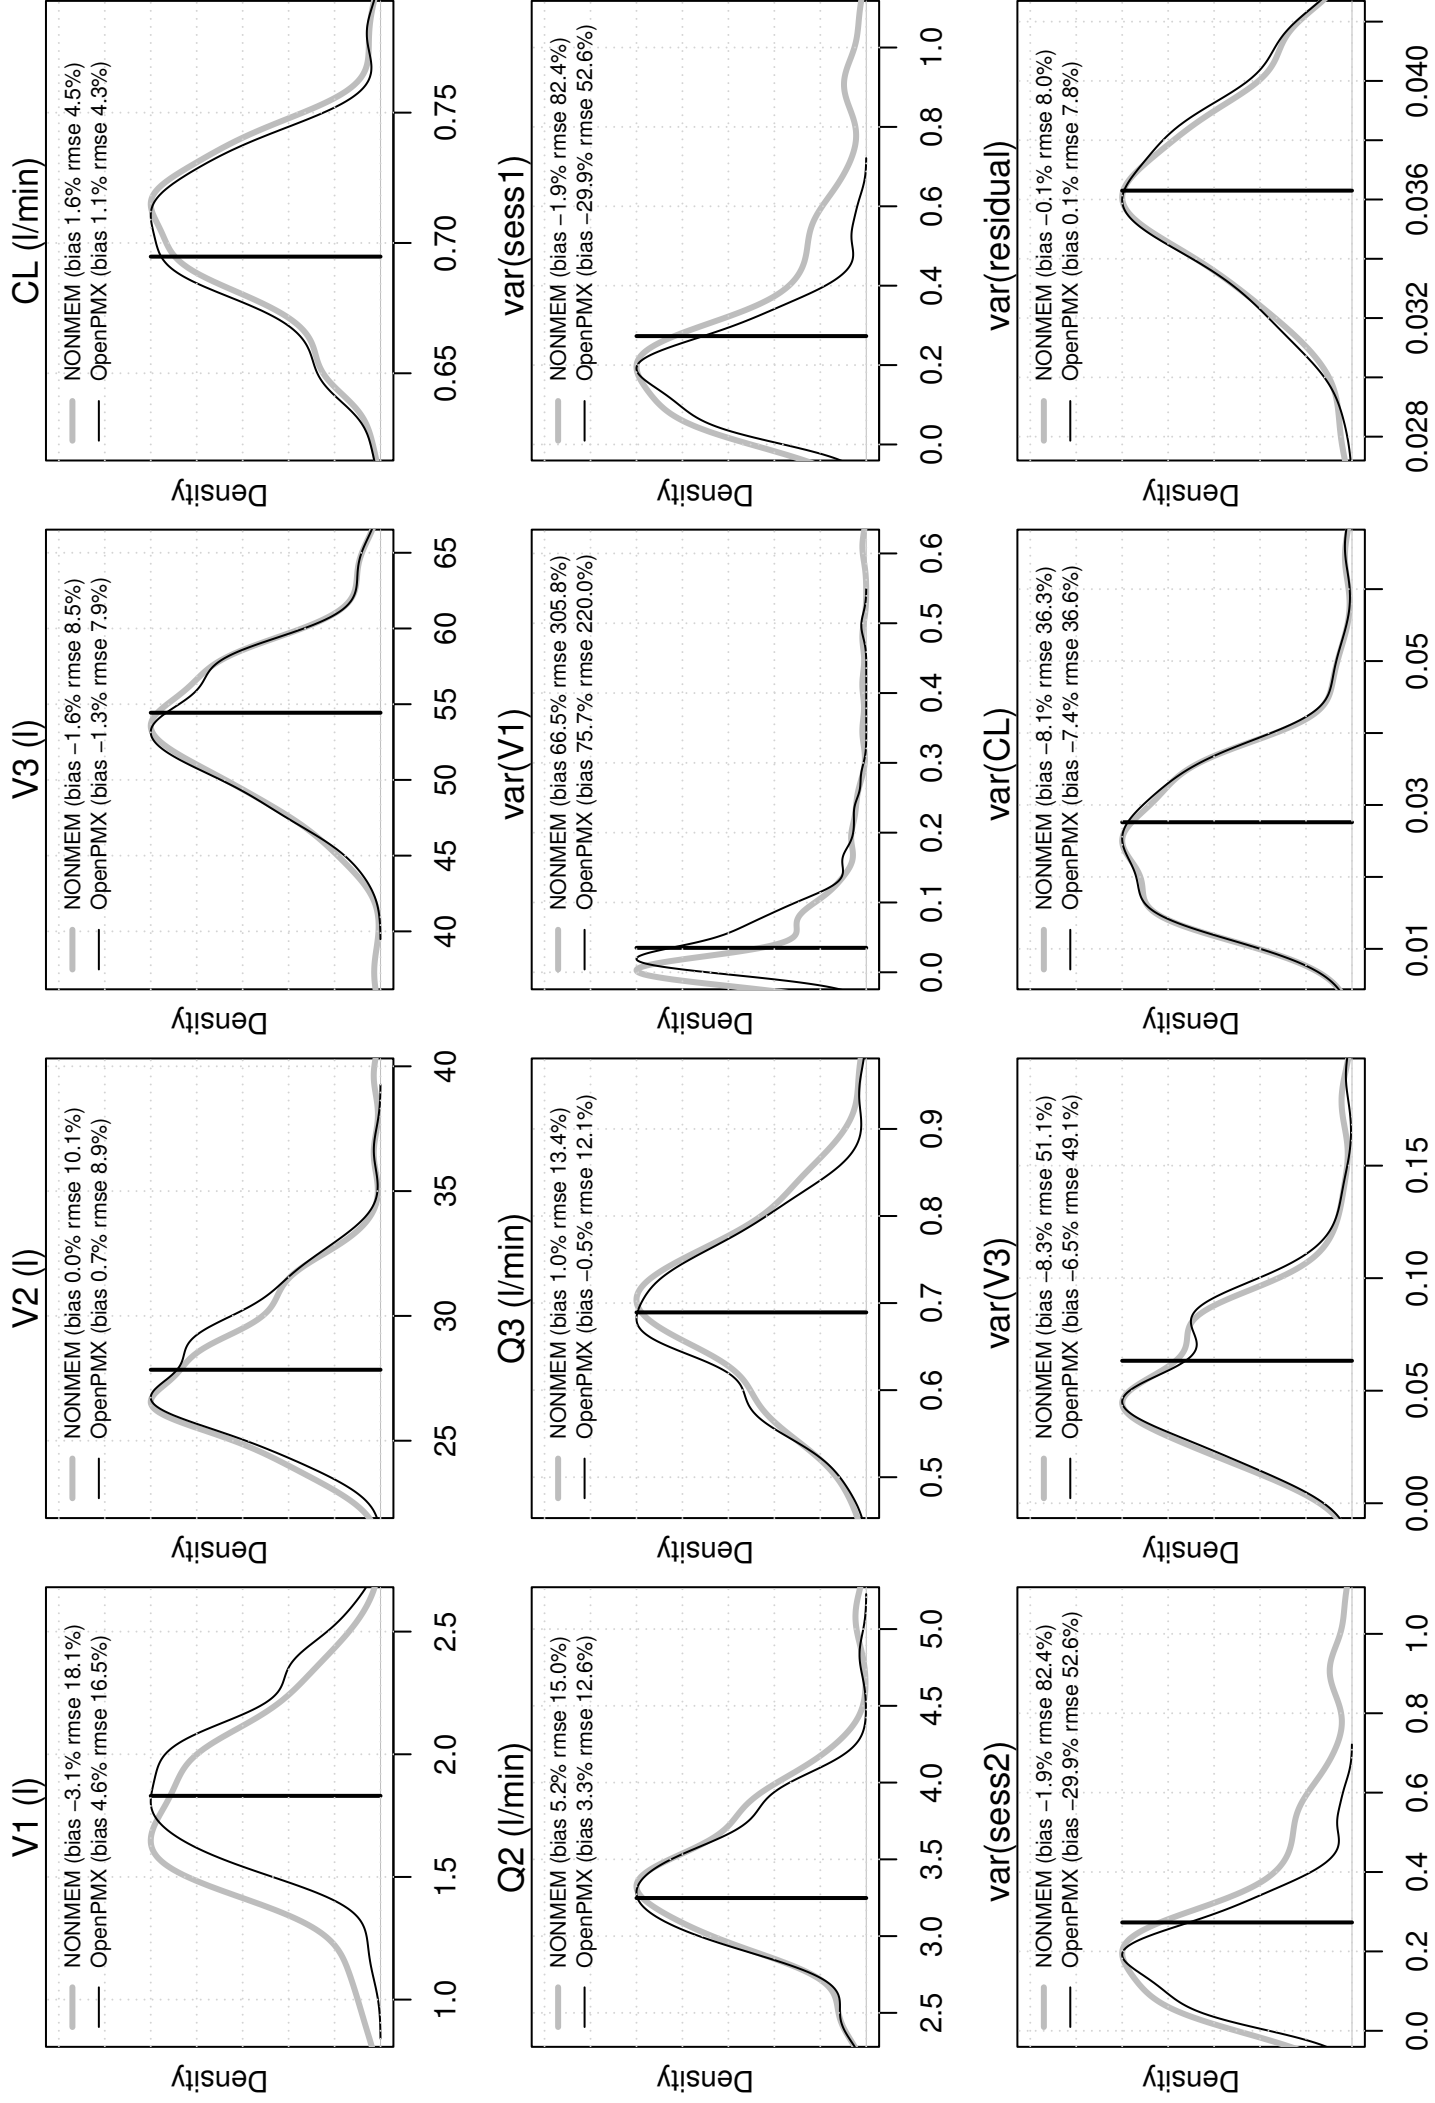 V1 (l)
NONMEM (bias −3.1% rmse 18.1%)
OpenPMX (bias 4.6% rmse 16.5%)
Density
1.0 1.5 2.0 2.5
V2 (l)
NONMEM (bias 0.0% rmse 10.1%)
OpenPMX (bias 0.7% rmse 8.9%)
Density
25 30 35 40
V3 (l)
NONMEM (bias −1.6% rmse 8.5%)
OpenPMX (bias −1.3% rmse 7.9%)
Density
40 45 50 55 60 65
CL (l/min)
NONMEM (bias 1.6% rmse 4.5%)
OpenPMX (bias 1.1% rmse 4.3%)
Density
0.65 0.70 0.75
Q2 (l/min)
NONMEM (bias 5.2% rmse 15.0%)
OpenPMX (bias 3.3% rmse 12.6%)
Density
2.5 3.0 3.5 4.0 4.5 5.0
Q3 (l/min)
NONMEM (bias 1.0% rmse 13.4%)
OpenPMX (bias −0.5% rmse 12.1%)
Density
0.5 0.6 0.7 0.8 0.9
var(V1)
NONMEM (bias 66.5% rmse 305.8%)
OpenPMX (bias 75.7% rmse 220.0%)
Density
0.0 0.1 0.2 0.3 0.4 0.5 0.6
var(sess1)
NONMEM (bias −1.9% rmse 82.4%)
OpenPMX (bias −29.9% rmse 52.6%)
Density
0.0 0.2 0.4 0.6 0.8 1.0
var(sess2)
NONMEM (bias −1.9% rmse 82.4%)
OpenPMX (bias −29.9% rmse 52.6%)
Density
0.0 0.2 0.4 0.6 0.8 1.0
var(V3)
NONMEM (bias −8.3% rmse 51.1%)
OpenPMX (bias −6.5% rmse 49.1%)
Density
0.00 0.05 0.10 0.15
var(CL)
NONMEM (bias −8.1% rmse 36.3%)
OpenPMX (bias −7.4% rmse 36.6%)
Density
0.01 0.03 0.05
var(residual)
NONMEM (bias −0.1% rmse 8.0%)
OpenPMX (bias 0.1% rmse 7.8%)
Density
0.028 0.032 0.036 0.040